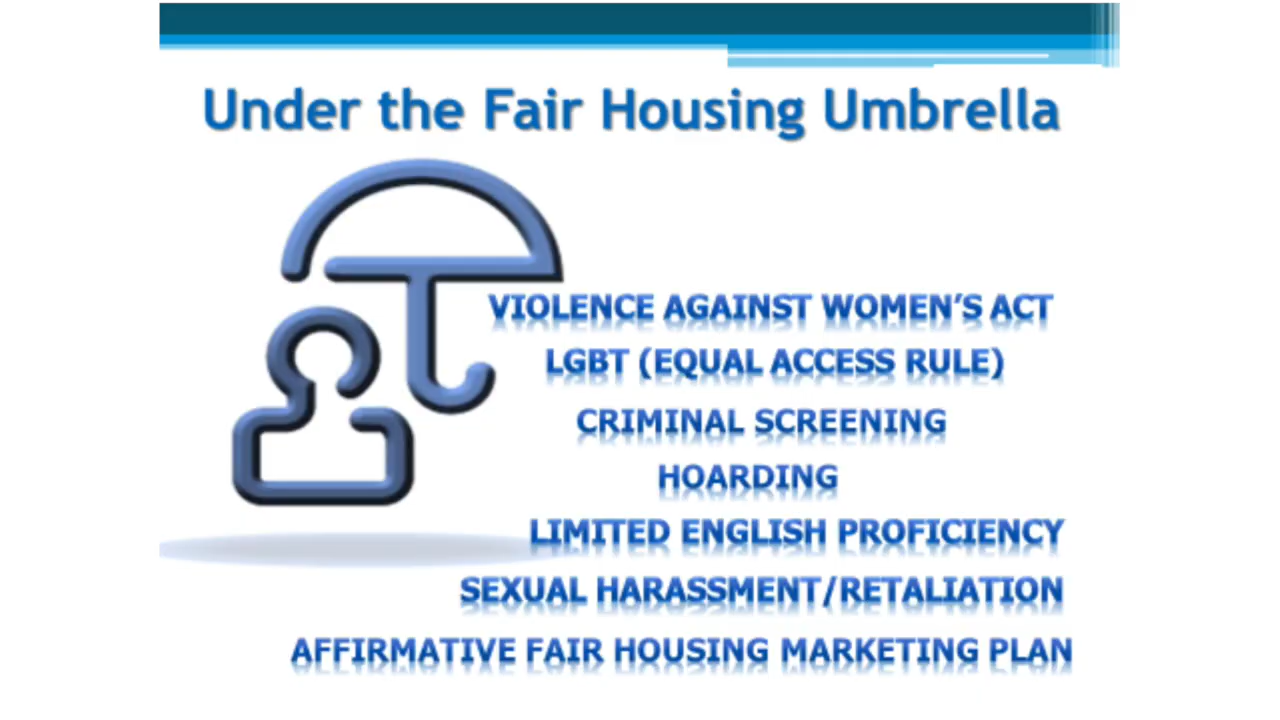 Under the Fair Housing Umbrella
VIOLENCE AGAINST WOMEN'S ACT
LGBT (EQUAL ACCESS RULE)
CRIMINAL SCREENING
HOARDING
LIMITED ENGLISH PROFICIENCY
SEXUAL HARASSMENT/RETALIATION
AFFIRMATIVE FAIR HOUSING MARKETING PLAN